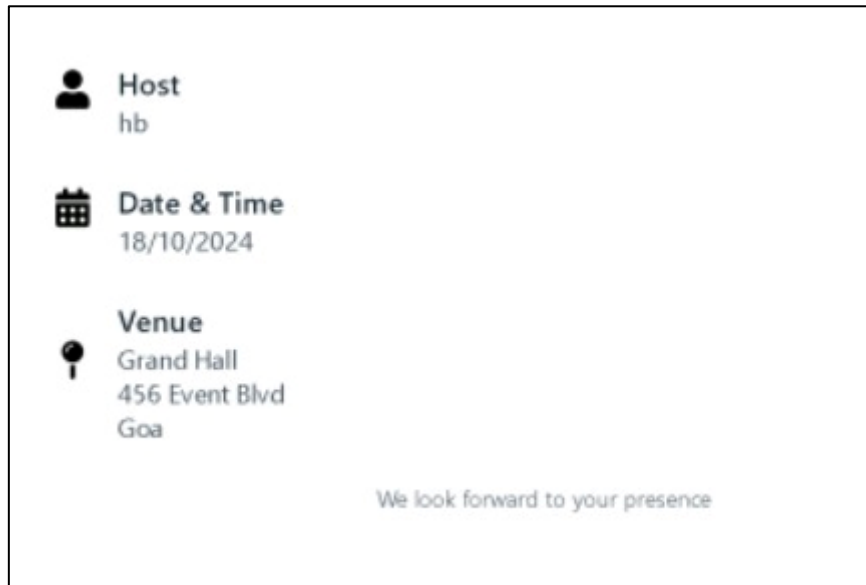 Host
hb
Date & Time
18/10/2024
Venue
Grand Hall
456 Event Blvd
Goa
We look forward to your presence